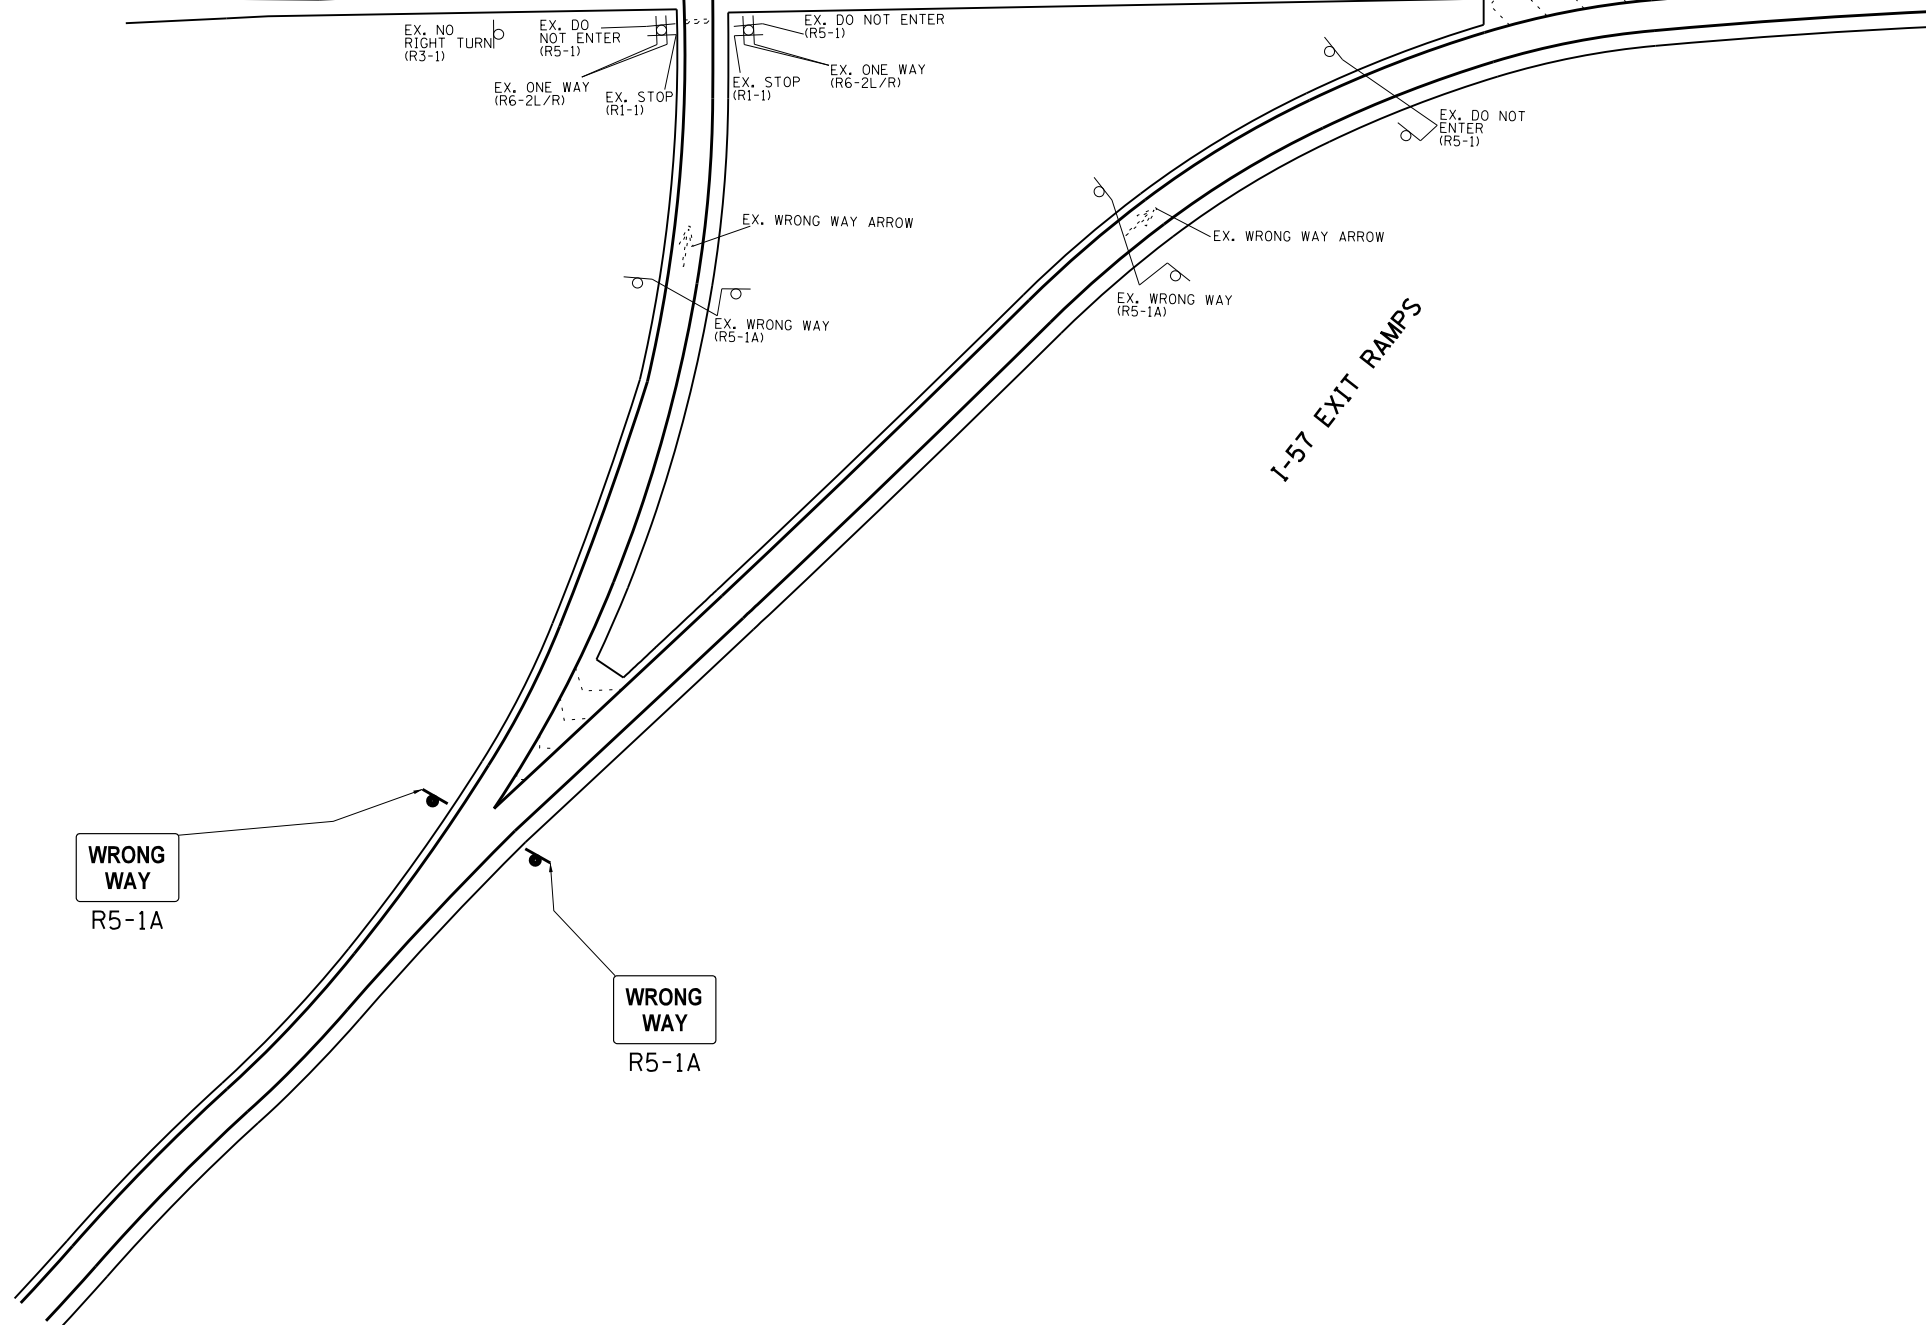 EX. NO
RIGHT TURN
(R3-1)
EX. DO
NOT ENTER
(R5-1)
EX. DO NOT ENTER
(R5-1)
EX. ONE WAY
(R6-2L/R)
EX. STOP
(R1-1)
EX. STOP
(R1-1)
EX. ONE WAY
(R6-2L/R)
EX. DO NOT
ENTER
(R5-1)
EX. WRONG WAY ARROW
EX. WRONG WAY ARROW
EX. WRONG WAY
(R5-1A)
EX. WRONG WAY
(R5-1A)
I-57 EXIT RAMPS
WRONG
WAY
R5-1A
WRONG
WAY
R5-1A